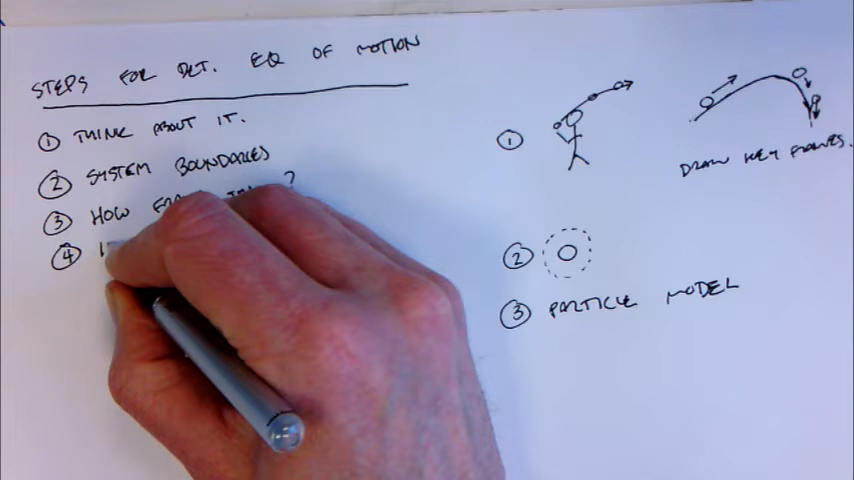 STEPS FOR DET. EQ OF MOTION
① THINK ABOUT IT.
② SYSTEM BOUNDARIES
③ HOW ?
④
①
DRAW KEY FRAMES.
②
③ PARTICLE MODEL